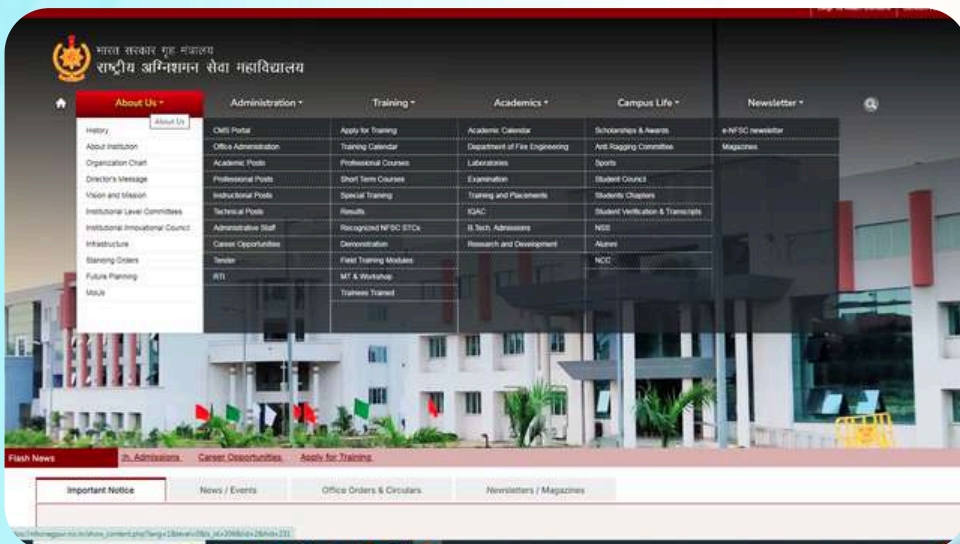 भारत सरकार गृह मंत्रालय
राष्ट्रीय अग्निशमन सेवा महाविद्यालय
About Us
Administration
Training
Academics
Campus Life
Newsletter
About Us
History
About Institution
Organization Chart
Director's Message
Vision and Mission
Institutional Level Committees
Institutional Innovational Council
Infrastructure
Standing Orders
Future Planning
MoUs
CMS Portal
Office Administration
Academic Posts
Professional Posts
Instructional Posts
Technical Posts
Administrative Staff
Career Opportunities
Tender
RTI
Apply for Training
Training Calendar
Professional Courses
Short Term Courses
Special Training
Results
Recognized NFSC STCs
Demonstration
Field Training Modules
MT & Workshop
Trainees Trained
Academic Calendar
Department of Fire Engineering
Laboratories
Examination
Training and Placements
IQAC
B.Tech. Admissions
Research and Development
Scholarships & Awards
Anti Ragging Committee
Sports
Student Council
Students Chapters
Student Verification & Transcripts
NSS
Alumni
NCC
e-NFSC newsletter
Magazines
Flash News
h. Admissions Career Opportunities Apply for Training
Important Notice
News / Events
Office Orders & Circulars
Newsletters / Magazines